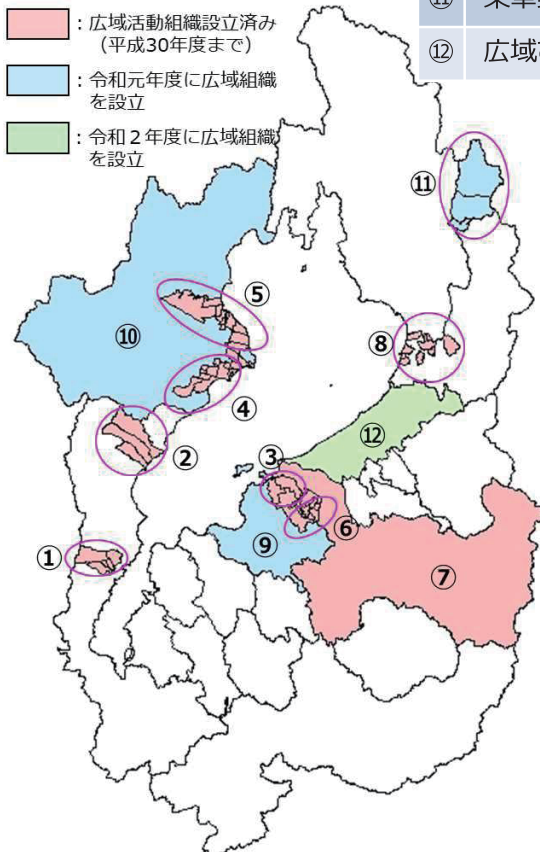 ：広域活動組織設立済み
（平成30年度まで）
：令和元年度に広域組織
を設立
：令和２年度に広域組織
を設立
⑪
⑫ 広域
⑪
⑤
⑩
⑧
④
⑫
②
③
⑥
①
⑨
⑦